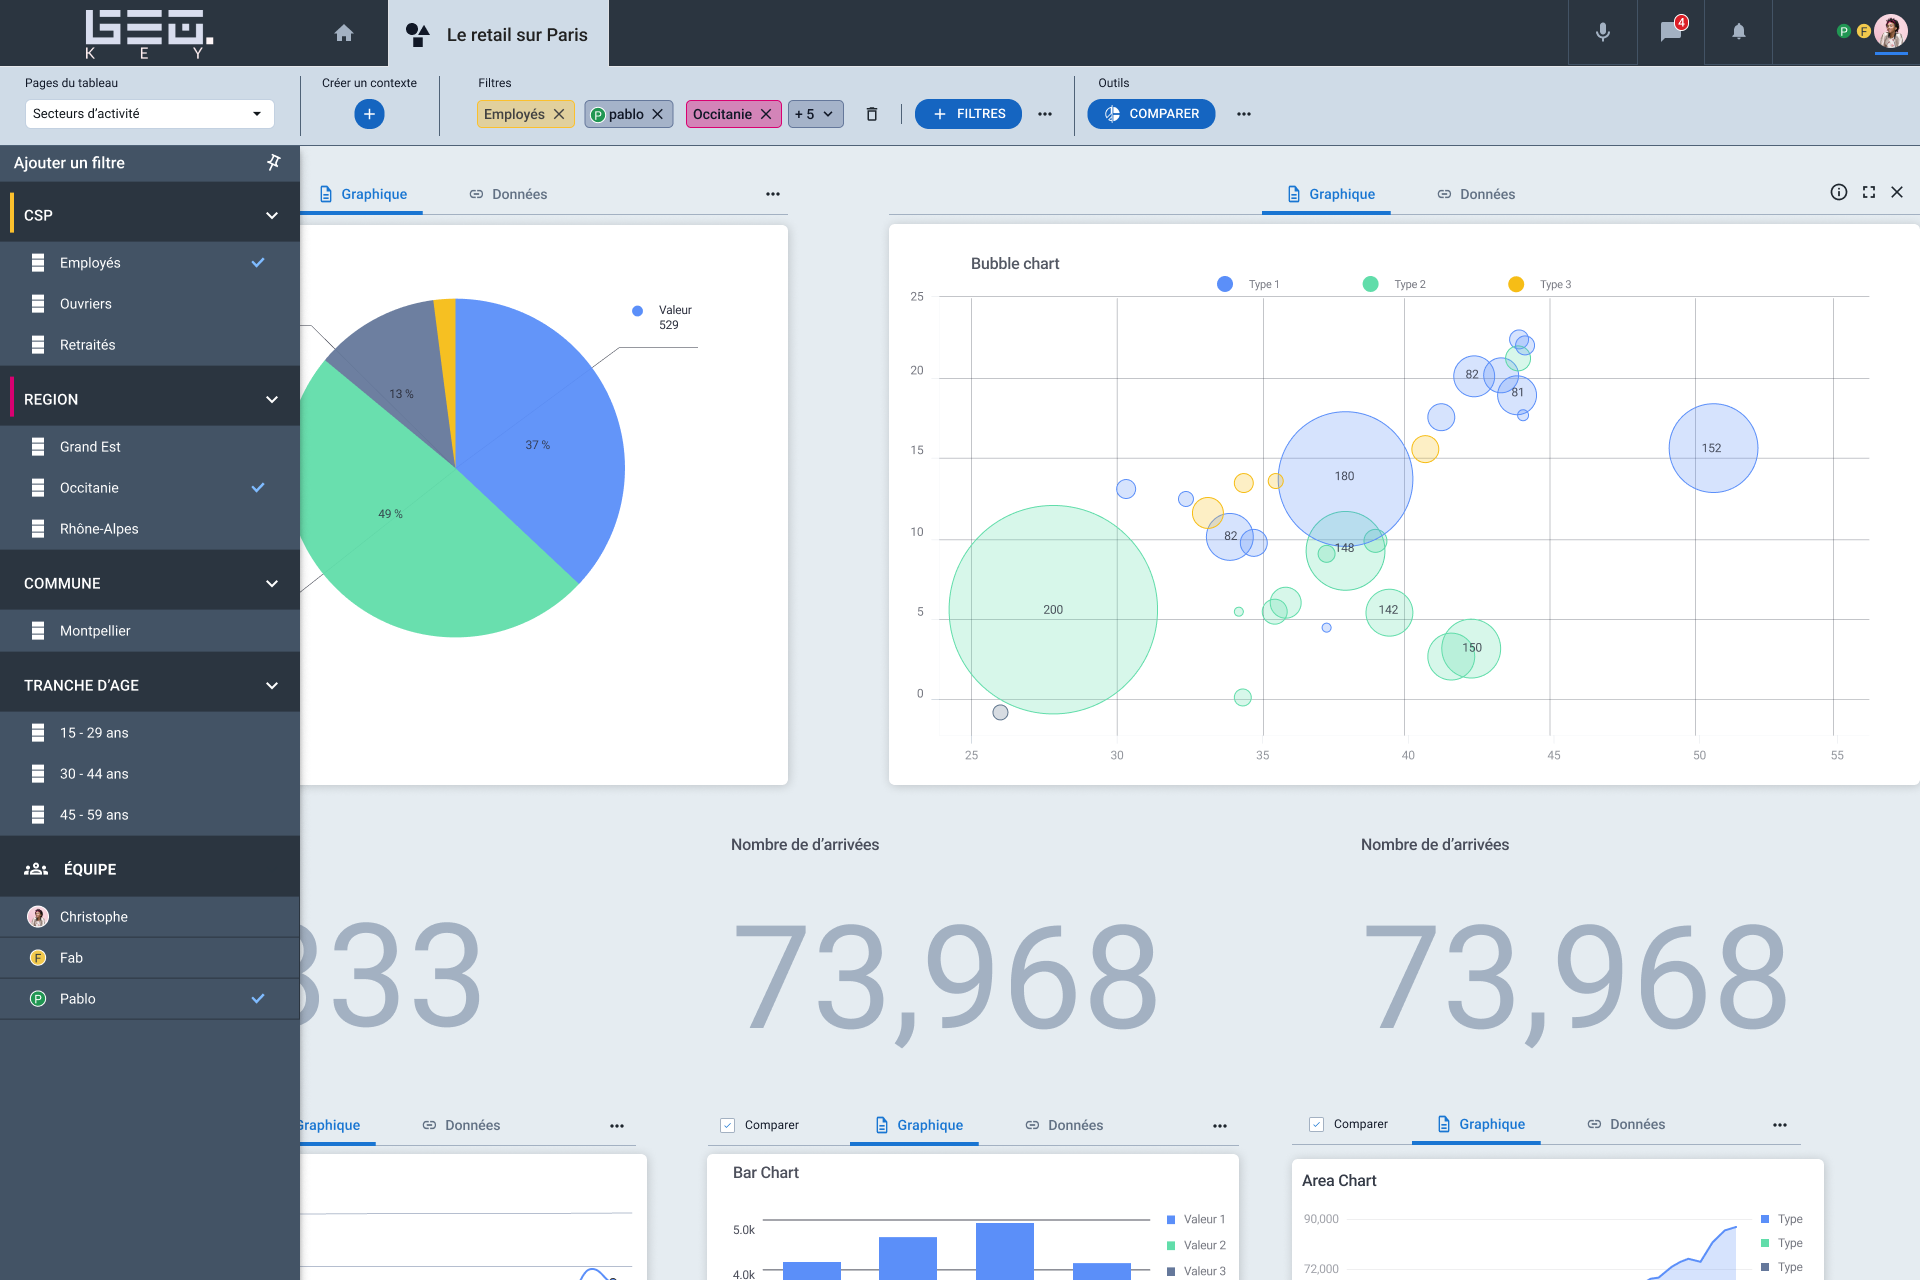 GEO.
KEY
Le retail sur Paris
4
P
F
Pages du tableau
Secteurs d’activité
Créer un contexte
Filtres
Employés
P pablo
Occitanie
+ 5
FILTRES
Outils
COMPARER
Ajouter un filtre
CSP
Employés
Ouvriers
Retraités
REGION
Grand Est
Occitanie
Rhône-Alpes
COMMUNE
Montpellier
TRANCHE D’AGE
15 - 29 ans
30 - 44 ans
45 - 59 ans
ÉQUIPE
Christophe
F Fab
P Pablo
Graphique
Données
Valeur
529
13 %
37 %
49 %
Graphique
Données
Bubble chart
Type 1
Type 2
Type 3
25
20
15
10
5
0
82
81
152
180
82
148
200
142
150
25
30
35
40
45
50
55
833
Nombre de d’arrivées
73,968
Nombre de d’arrivées
73,968
Graphique
Données
Comparer
Graphique
Données
Bar Chart
5.0k
4.0k
Valeur 1
Valeur 2
Valeur 3
Comparer
Graphique
Données
Area Chart
90,000
72,000
Type
Type
Type